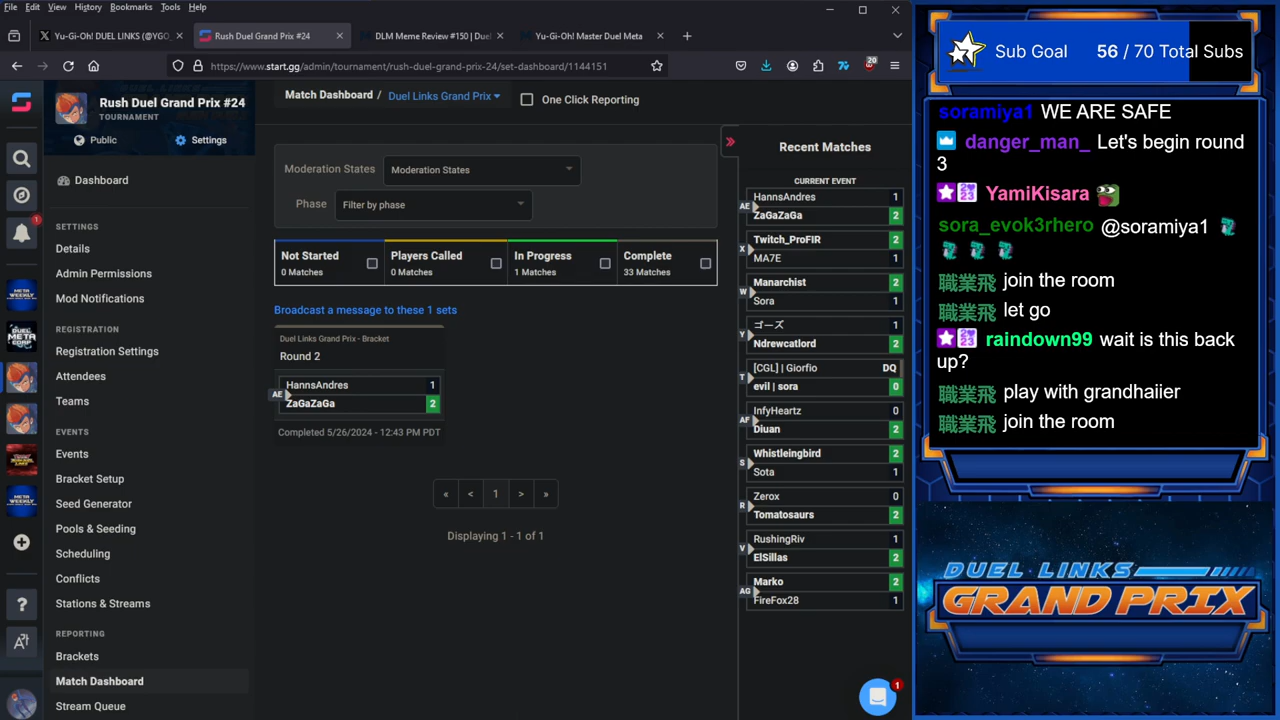 File Edit View History Bookmarks Tools Help
Yu-Gi-Oh! DUEL LINKS (@YGO_
Rush Duel Grand Prix #24
DLM Meme Review #150 | Duel
Yu-Gi-Oh! Master Duel Meta
https://www.start.gg/admin/tournament/rush-duel-grand-prix-24/set-dashboard/1144151
20
Rush Duel Grand Prix #24
TOURNAMENT
Public
Settings
Dashboard
SETTINGS
Details
Admin Permissions
Mod Notifications
REGISTRATION
Registration Settings
Attendees
Teams
EVENTS
Events
Bracket Setup
Seed Generator
Pools & Seeding
Scheduling
Conflicts
Stations & Streams
REPORTING
Brackets
Match Dashboard
Stream Queue
1
Match Dashboard / Duel Links Grand Prix
One Click Reporting
Moderation States
Moderation States
Phase
Filter by phase
Not Started
0 Matches
Players Called
0 Matches
In Progress
1 Matches
Complete
33 Matches
Broadcast a message to these 1 sets
Duel Links Grand Prix - Bracket
Round 2
AE
HannsAndres 1
ZaGaZaGa 2
Completed 5/26/2024 - 12:43 PM PDT
« < 1 > »
Displaying 1 - 1 of 1
Recent Matches
CURRENT EVENT
AE
HannsAndres 1
ZaGaZaGa 2
X
Twitch_ProFIR 2
MA7E 1
W
Manarchist 2
Sora 1
Y
ゴーズ 1
Ndrewcatlord 2
T
[CGL] | Giorfio DQ
evil | sora 0
AF
InfyHeartz 0
Diuan 2
S
Whistleingbird 2
Sota 1
R
Zerox 0
Tomatosaurs 2
V
RushingRiv 1
ElSillas 2
AG
Marko 2
FireFox28 1
1
Sub Goal 56 / 70 Total Subs
soramiya1 WE ARE SAFE
danger_man_ Let's begin round
3
YamiKisara
sora_evok3rhero @soramiya1
職業飛 join the room
職業飛 let go
raindown99 wait is this back
up?
職業飛 play with grandhaiier
職業飛 join the room
DUEL LINKS
GRAND PRIX